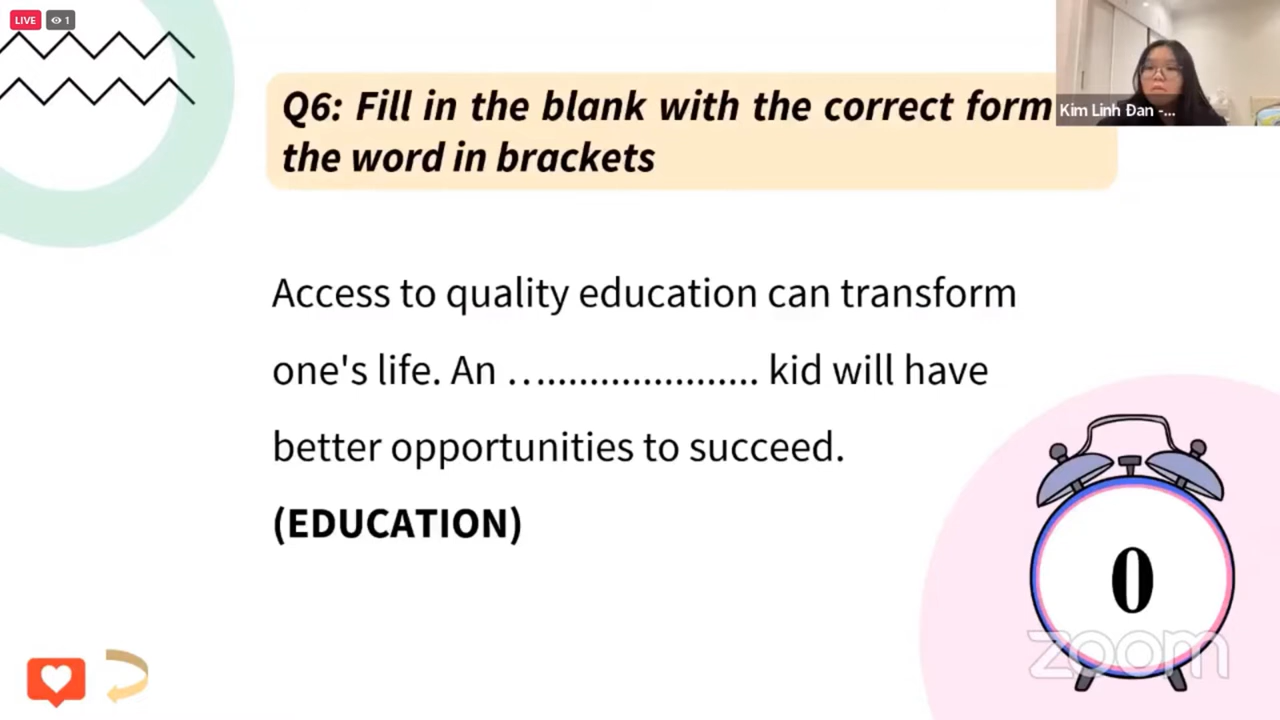 LIVE 1
Kim Linh Đan -...
Q6: Fill in the blank with the correct form
the word in brackets
Access to quality education can transform
one's life. An ........................ kid will have
better opportunities to succeed.
(EDUCATION)
0
zoom